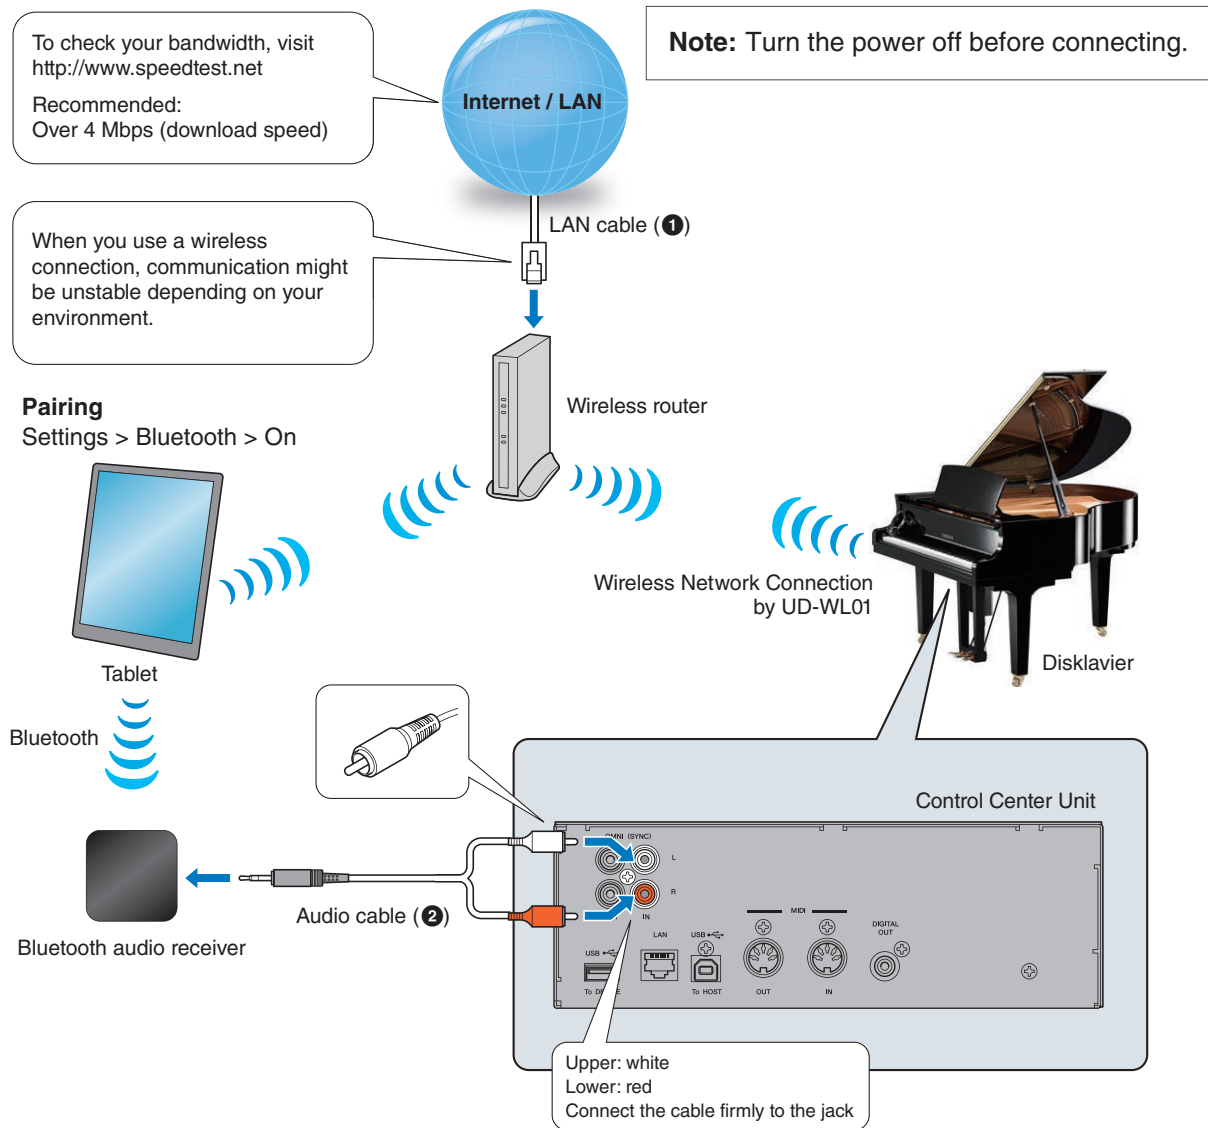 To check your bandwidth, visit
http://www.speedtest.net
Recommended:
Over 4 Mbps (download speed)
Note: Turn the power off before connecting.
Internet / LAN
LAN cable (❶)
When you use a wireless
connection, communication might
be unstable depending on your
environment.
Wireless router
Pairing
Settings > Bluetooth > On
Wireless Network Connection
by UD-WL01
Disklavier
Tablet
Bluetooth
Control Center Unit
OMNI (SYNC)
L
R
IN
Audio cable (❷)
Bluetooth audio receiver
MIDI
DIGITAL
OUT
LAN
USB
USB
To HOST
OUT
IN
Upper: white
Lower: red
Connect the cable firmly to the jack